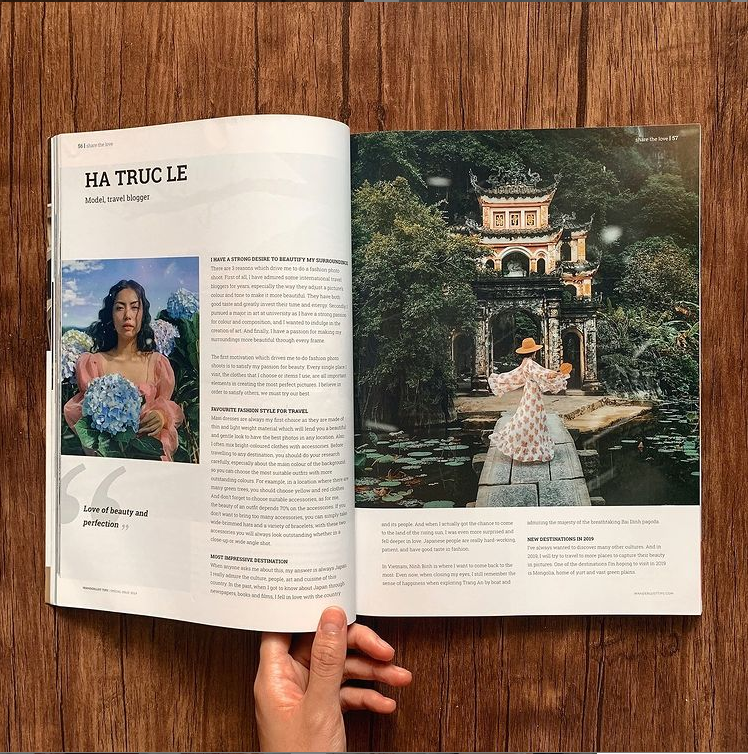 56 | share the love
HA TRUC LE
Model, travel blogger
I HAVE A STRONG DESIRE TO BEAUTIFY MY SURROUNDINGS
There are 3 reasons which drive me to do a fashion photo
shoot. First of all, I have admired some international travel
bloggers for years, especially the way they adjust a picture's
colour and tone to make it more beautiful. They have both
good taste and greatly invest their time and energy. Secondly, I
pursued a major in art at university as I have a strong passion
for colour and composition, and I wanted to indulge in the
creation of art. And finally, I have a passion for making my
surroundings more beautiful through every frame.
The first motivation which drives me to do fashion photo
shoots is to satisfy my passion for beauty. Every single place I
visit, the clothes that I choose or items I use, are all important
elements in creating the most perfect pictures. I believe in
order to satisfy others, we must try our best.
FAVOURITE FASHION STYLE FOR TRAVEL
Maxi dresses are always my first choice as they are made of
thin and light weight material which will lend you a beautiful
and gentle look to have the best photos in any location. Also,
I often mix bright-coloured clothes with accessories. Before
travelling to any destination, you should do your research
carefully, especially about the main colour of the background
so you can choose the most suitable outfits with more
outstanding colours. For example, in a location where there are
many green trees, you should choose yellow and red clothes.
And don't forget to choose suitable accessories, as for me,
the beauty of an outfit depends 70% on the accessories. If you
don't want to bring too many accessories, you can simply take
wide-brimmed hats and a variety of bracelets, with these two
accessories you will always look outstanding whether in a
close-up or wide angle shot.
MOST IMPRESSIVE DESTINATION
When anyone asks me about this, my answer is always Japan.
I really admire the culture, people, art and cuisine of this
country. In the past, when I got to know about Japan through
newspapers, books and films, I fell in love with the country
“
Love of beauty and
perfection ”
WANDERLUST TIPS |
share the love | 57
and its people. And when I actually got the chance to come
to the land of the rising sun, I was even more surprised and
fell deeper in love. Japanese people are really hard-working,
patient, and have good taste in fashion.
In Vietnam, Ninh Binh is where I want to come back to the
most. Even now, when closing my eyes, I still remember the
sense of happiness when exploring Trang An by boat and
admiring the majesty of the breathtaking Bai Dinh pagoda.
NEW DESTINATIONS IN 2019
I've always wanted to discover many other cultures. And in
2019, I will try to travel to more places to capture more wishes
in pictures. One of the destinations I'm hoping to visit in 2019
is Mongolia, home of yurt and vast green plains.
WANDERLUSTTIPS.COM